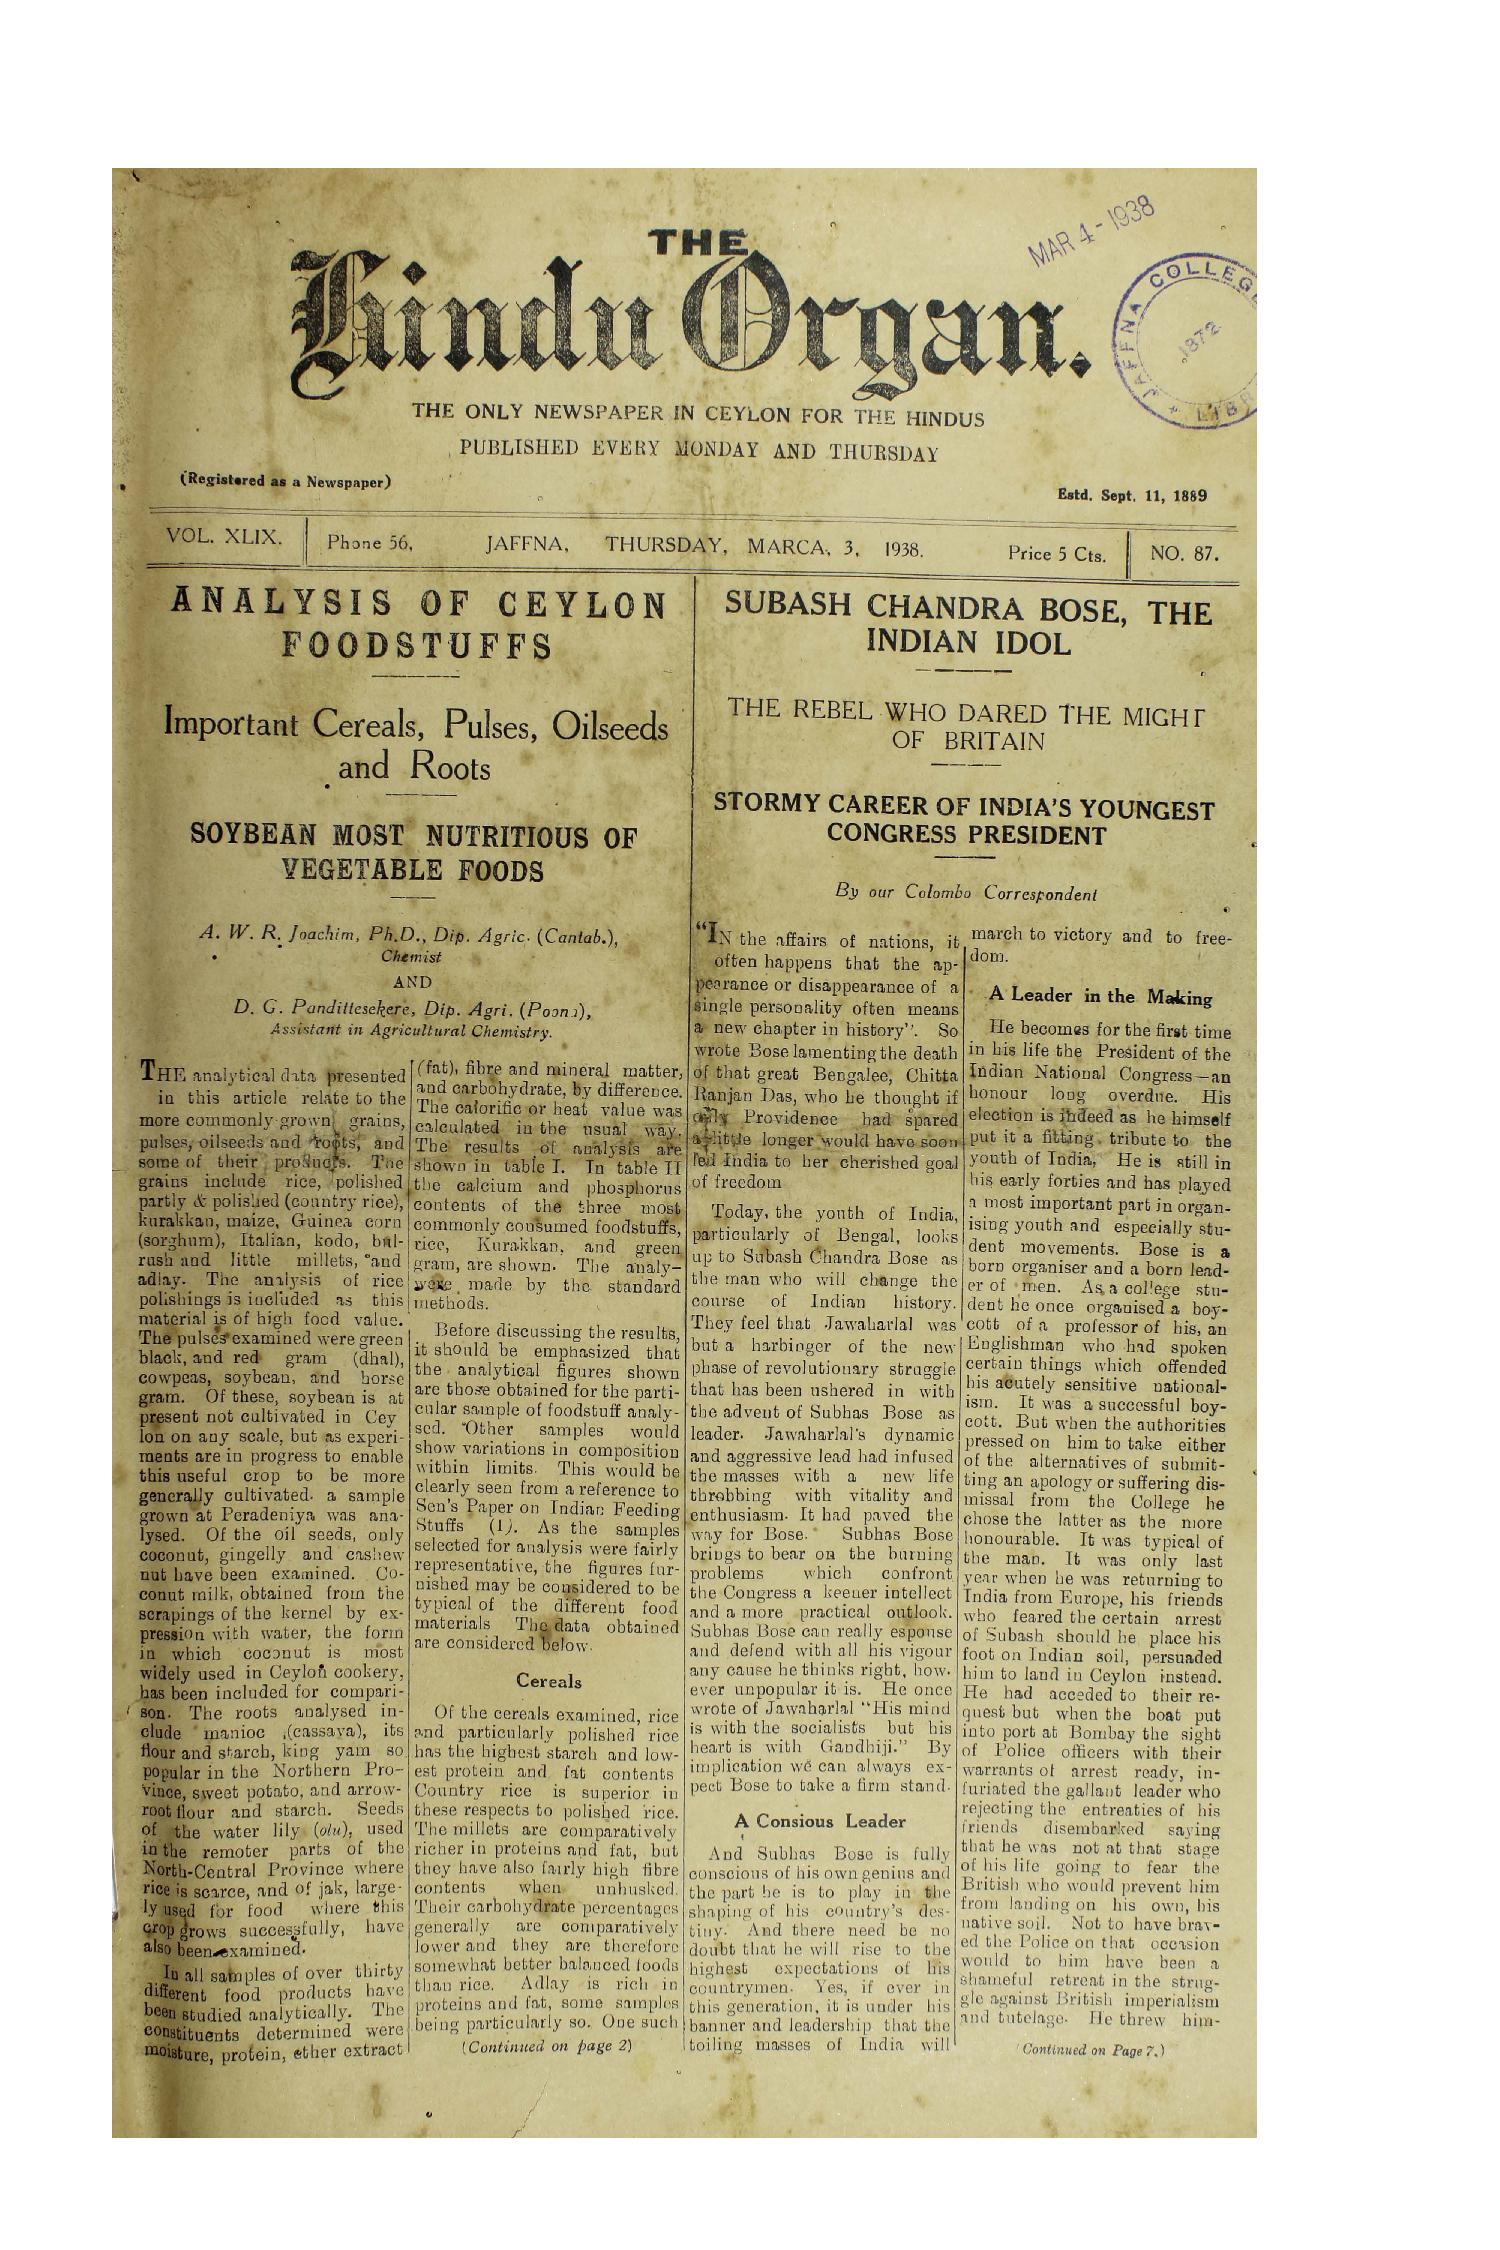 MAR 4-1938
JAFFNA COLLEGE
1872
THE
Hindu Organ.
THE ONLY NEWSPAPER IN CEYLON FOR THE HINDUS
PUBLISHED EVERY MONDAY AND THURSDAY
(Registered as a Newspaper)
Estd. Sept. 11, 1889
VOL. XLIX. Phone 56, JAFFNA, THURSDAY, MARCA, 3, 1938. Price 5 Cts. NO. 87.
ANALYSIS OF CEYLON
FOODSTUFFS
Important Cereals, Pulses, Oilseeds
and Roots
SOYBEAN MOST NUTRITIOUS OF
VEGETABLE FOODS
A. W. R. Joachim, Ph.D., Dip. Agric. (Cantab.),
Chemist
AND
D. G. Pandittesekere, Dip. Agri. (Poona),
Assistant in Agricultural Chemistry.
THE analytical data presented
in this article relate to the
more commonly grown grains,
pulses, oilseeds and roots, and
some of their products. The
grains include rice, polished
partly & polished (country rice),
kurakkan, maize, Guinea corn
(sorghum), Italian, kodo, bul-
rush and little millets, and
adlay. The analysis of rice
polishings is included as this
material is of high food value.
The pulses examined were green
black, and red gram (dhal),
cowpeas, soybean, and horse
gram. Of these, soybean is at
present not cultivated in Cey
lon on any scale, but as experi-
ments are in progress to enable
this useful crop to be more
generally cultivated. a sample
grown at Peradeniya was ana-
lysed. Of the oil seeds, only
coconut, gingelly and cashew
nut have been examined. Co-
conut milk, obtained from the
scrapings of the kernel by ex-
pression with water, the form
in which coconut is most
widely used in Ceylon cookery,
has been included for compari-
son. The roots analysed in-
clude manioc (cassaya), its
flour and starch, king yam so
popular in the Northern Pro-
vince, sweet potato, and arrow-
root flour and starch. Seeds
of the water lily (olu), used
in the remoter parts of the
North-Central Province where
rice is scarce, and of jak, large-
ly used for food where this
crop grows successfully, have
also been examined.
In all samples of over thirty
different food products have
been studied analytically. The
constituents determined were
moisture, protein, ether extract
(fat), fibre and mineral matter,
and carbohydrate, by difference.
The calorific or heat value was
calculated in the usual way.
The results of analysis are
shown in table I. In table II
the calcium and phosphorus
contents of the three most
commonly consumed foodstuffs,
rice, Kurakkan, and green
gram, are shown. The analy-
were made by the standard
methods.
Before discussing the results,
it should be emphasized that
the analytical figures shown
are those obtained for the parti-
cular sample of foodstuff analy-
sed. Other samples would
show variations in composition
within limits. This would be
clearly seen from a reference to
Sen's Paper on Indian Feeding
Stuffs (1). As the samples
selected for analysis were fairly
representative, the figures fur-
nished may be considered to be
typical of the different food
materials The data obtained
are considered below.
Cereals
Of the cereals examined, rice
and particularly polished rice
has the highest starch and low-
est protein and fat contents
Country rice is superior in
these respects to polished rice.
The millets are comparatively
richer in proteins and fat, but
they have also fairly high fibre
contents when unhusked.
Their carbohydrate percentages
generally are comparatively
lower and they are therefore
somewhat better balanced foods
than rice. Adlay is rich in
proteins and fat, some samples
being particularly so. One such
(Continued on page 2)
SUBASH CHANDRA BOSE, THE
INDIAN IDOL
THE REBEL WHO DARED THE MIGHT
OF BRITAIN
STORMY CAREER OF INDIA'S YOUNGEST
CONGRESS PRESIDENT
By our Colombo Correspondent
"IN the affairs of nations, it
often happens that the ap-
pearance or disappearance of a
single personality often means
a new chapter in history". So
wrote Bose lamenting the death
of that great Bengalee, Chitta
Ranjan Das, who he thought if
only Providence had spared
a little longer would have soon
led India to her cherished goal
of freedom
Today, the youth of India,
particularly of Bengal, looks
up to Subash Chandra Bose as
the man who will change the
course of Indian history.
They feel that Jawaharlal was
but a harbinger of the new
phase of revolutionary struggle
that has been ushered in with
the advent of Subhas Bose as
leader. Jawaharlal's dynamic
and aggressive lead had infused
the masses with a new life
throbbing with vitality and
enthusiasm. It had paved the
way for Bose. Subhas Bose
brings to bear on the burning
problems which confront
the Congress a keener intellect
and a more practical outlook.
Subhas Bose can really espouse
and defend with all his vigour
any cause he thinks right, how.
ever unpopular it is. He once
wrote of Jawaharlal "His mind
is with the socialists but his
heart is with Gandhiji." By
implication we can always ex-
pect Bose to take a firm stand.
A Consious Leader
And Subhas Bose is fully
conscious of his own genius and
the part he is to play in the
shaping of his country's des-
tiny. And there need be no
doubt that he will rise to the
highest expectations of his
countrymen. Yes, if ever in
this generation, it is under his
banner and leadership that the
toiling masses of India will
march to victory and to free-
dom.
A Leader in the Making
He becomes for the first time
in his life the President of the
Indian National Congress—an
honour long overdue. His
election is indeed as he himself
put it a fitting tribute to the
youth of India, He is still in
his early forties and has played
a most important part in organ-
ising youth and especially stu-
dent movements. Bose is a
born organiser and a born lead-
er of men. As a college stu-
dent he once organised a boy-
cott of a professor of his, an
Englishman who had spoken
certain things which offended
his acutely sensitive national-
ism. It was a successful boy-
cott. But when the authorities
pressed on him to take either
of the alternatives of submit-
ting an apology or suffering dis-
missal from the College he
chose the latter as the more
honourable. It was typical of
the man. It was only last
year when he was returning to
India from Europe, his friends
who feared the certain arrest
of Subash should he place his
foot on Indian soil, persuaded
him to land in Ceylon instead.
He had acceded to their re-
quest but when the boat put
into port at Bombay the sight
of Police officers with their
warrants of arrest ready, in-
furiated the gallant leader who
rejecting the entreaties of his
friends disembarked saying
that he was not at that stage
of his life going to fear the
British who would prevent him
from landing on his own, his
native soil. Not to have brav-
ed the Police on that occasion
would to him have been a
shameful retreat in the strug-
gle against British imperialism
and tutelage. He threw him-
(Continued on Page 7.)